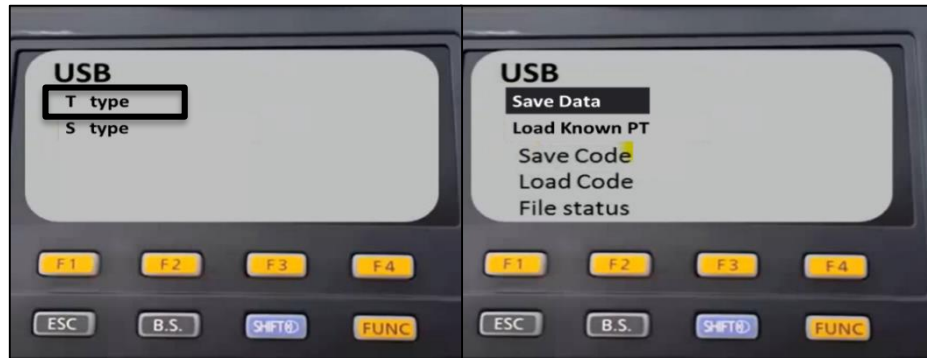 USB
T type
S type
F1 F2 F3 F4
ESC B.S. SHIFT FUNC
USB
Save Data
Load Known PT
Save Code
Load Code
File status
F1 F2 F3 F4
ESC B.S. SHIFT FUNC